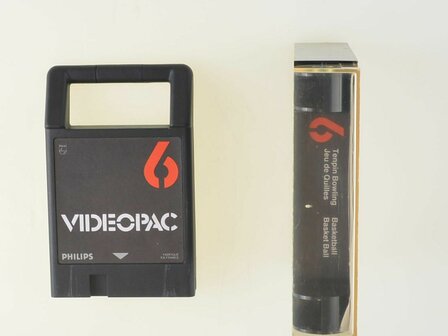 6
VIDEOPAC
PHILIPS
6
Tenpin Bowling
Jeu de Quilles
Basketball
Basket Ball